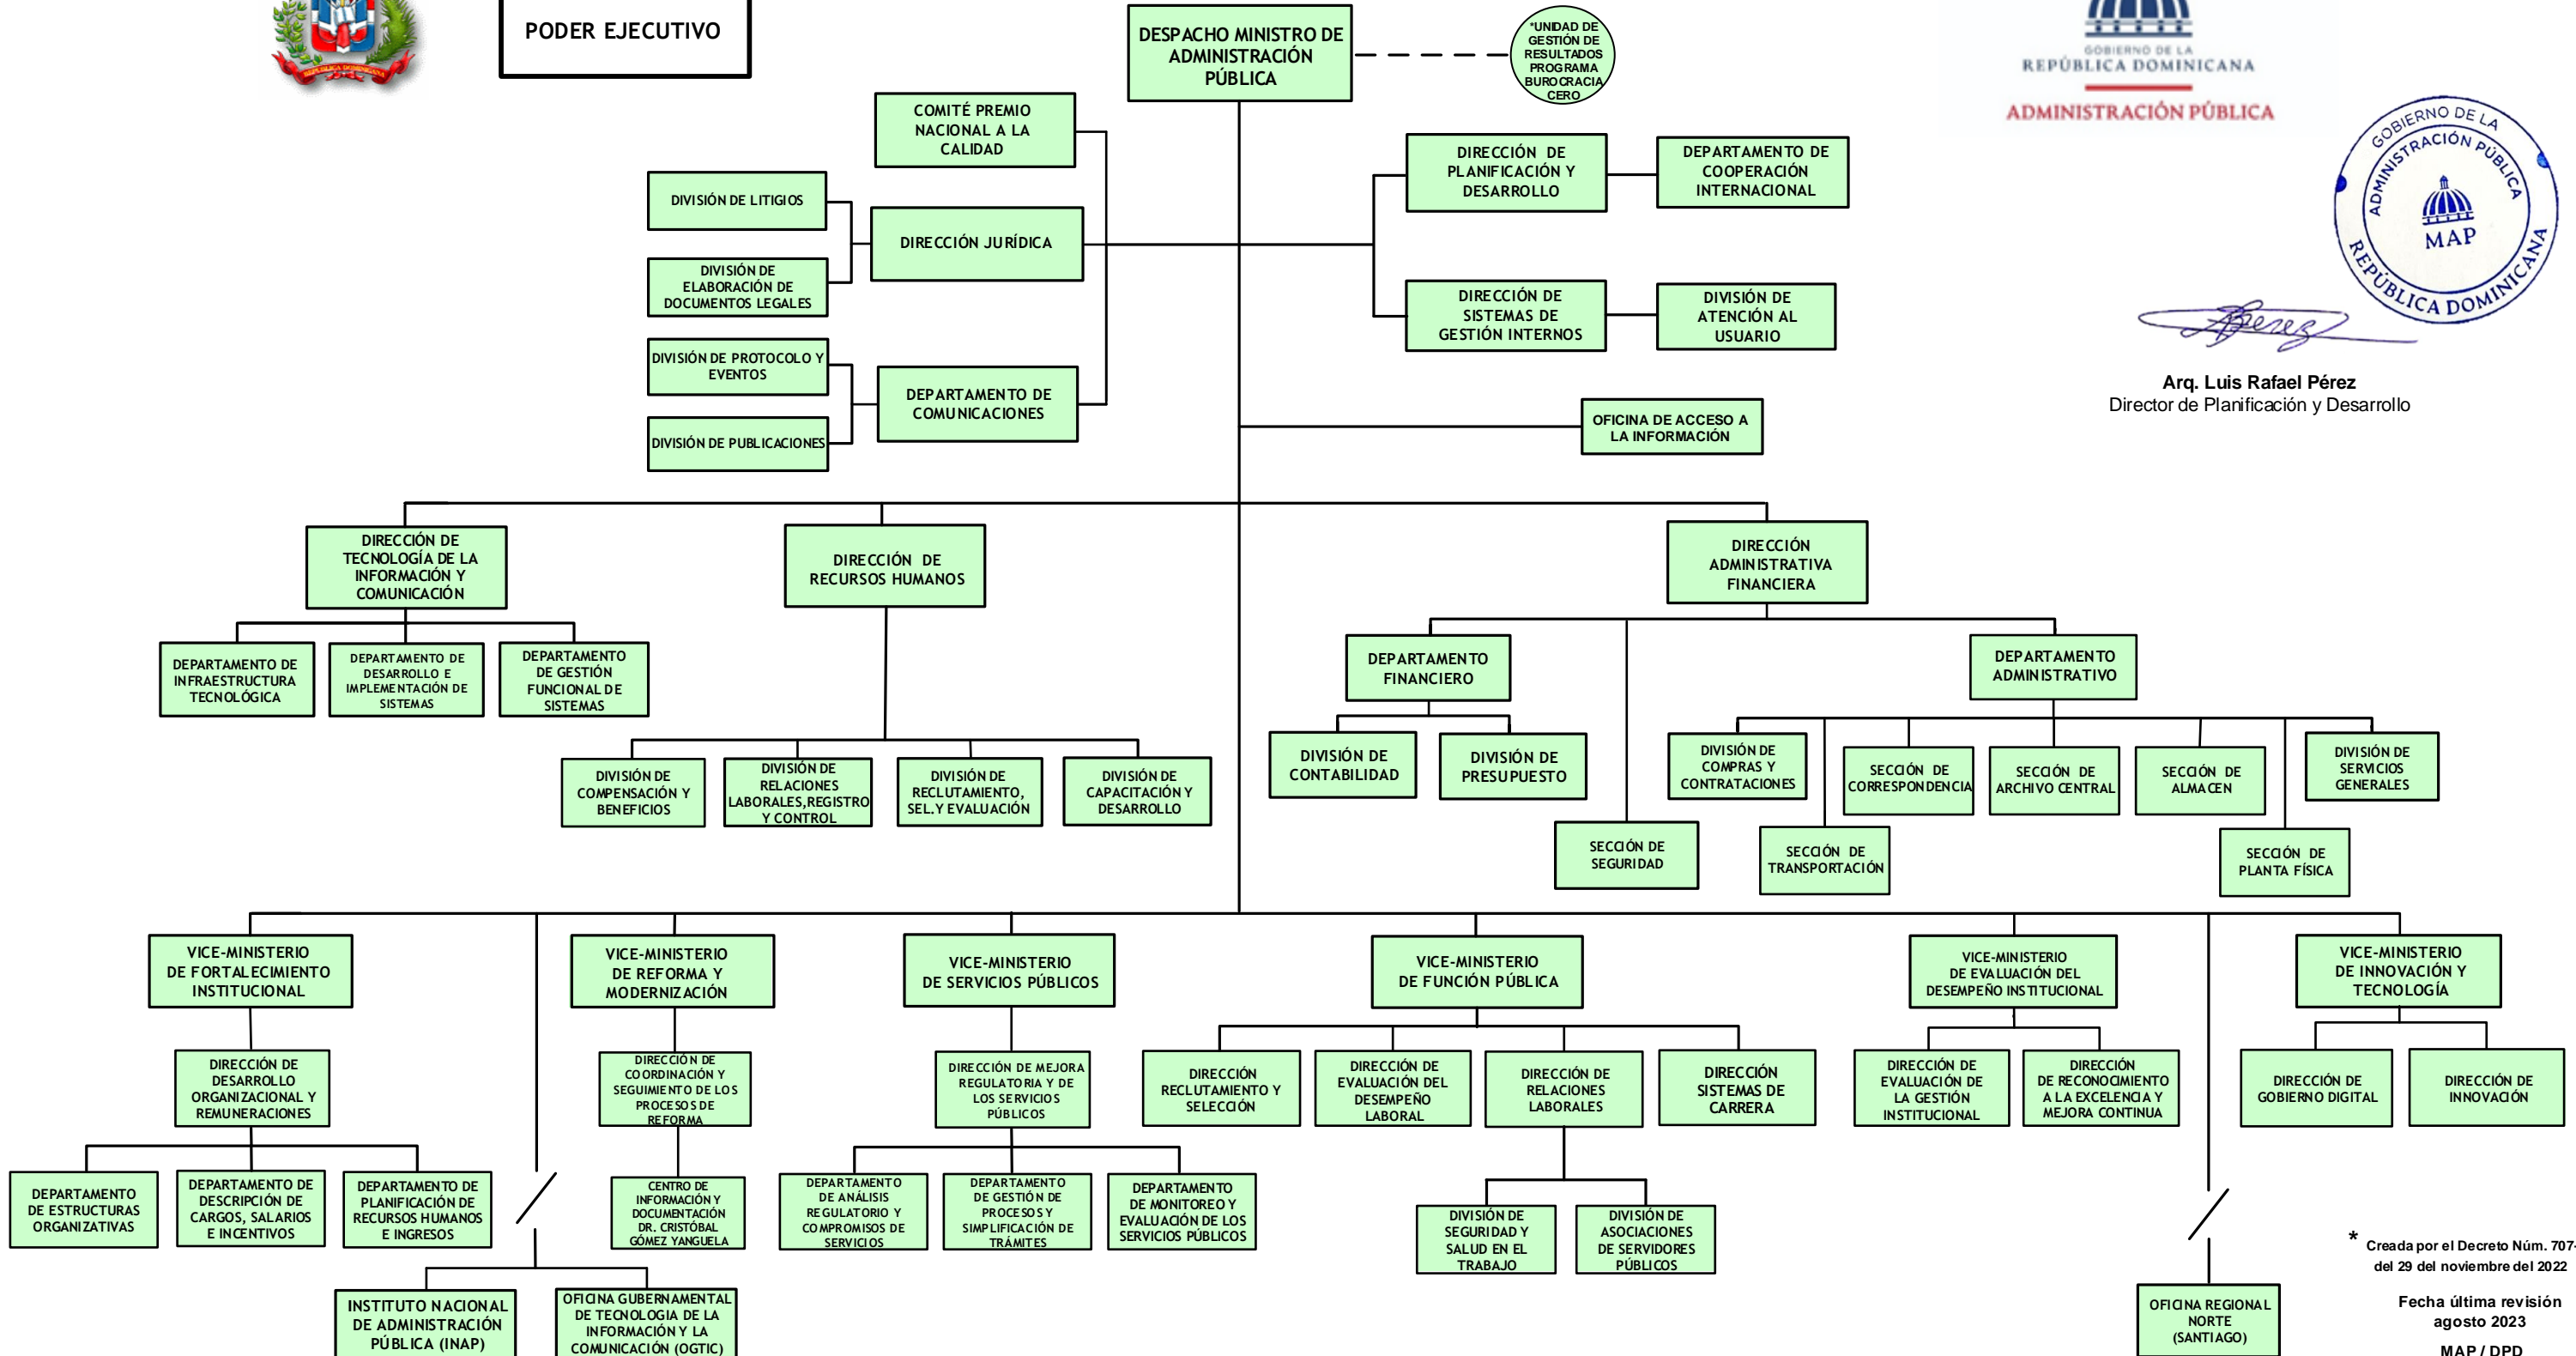 REPÚBLICA DOMINICANA
PODER EJECUTIVO
DESPACHO MINISTRO DE
ADMINISTRACIÓN
PÚBLICA
*UNIDAD DE
GESTIÓN DE
RESULTADOS
PROGRAMA
BUROCRACIA
CERO
GOBIERNO DE LA
REPÚBLICA DOMINICANA
ADMINISTRACIÓN PÚBLICA
GOBIERNO DE LA
ADMINISTRACIÓN PÚBLICA
MAP
REPÚBLICA DOMINICANA
Arq. Luis Rafael Pérez
Director de Planificación y Desarrollo
COMITÉ PREMIO
NACIONAL A LA
CALIDAD
DIRECCIÓN DE
PLANIFICACIÓN Y
DESARROLLO
DEPARTAMENTO DE
COOPERACIÓN
INTERNACIONAL
DIVISIÓN DE LITIGIOS
DIRECCIÓN JURÍDICA
DIVISIÓN DE
ELABORACIÓN DE
DOCUMENTOS LEGALES
DIRECCIÓN DE
SISTEMAS DE
GESTIÓN INTERNOS
DIVISIÓN DE
ATENCIÓN AL
USUARIO
DIVISIÓN DE PROTOCOLO Y
EVENTOS
DEPARTAMENTO DE
COMUNICACIONES
DIVISIÓN DE PUBLICACIONES
OFICINA DE ACCESO A
LA INFORMACIÓN
DIRECCIÓN DE
TECNOLOGÍA DE LA
INFORMACIÓN Y
COMUNICACIÓN
DIRECCIÓN DE
RECURSOS HUMANOS
DIRECCIÓN
ADMINISTRATIVA
FINANCIERA
DEPARTAMENTO DE
INFRAESTRUCTURA
TECNOLÓGICA
DEPARTAMENTO DE
DESARROLLO E
IMPLEMENTACIÓN DE
SISTEMAS
DEPARTAMENTO
DE GESTIÓN
FUNCIONAL DE
SISTEMAS
DEPARTAMENTO
FINANCIERO
DEPARTAMENTO
ADMINISTRATIVO
DIVISIÓN DE
COMPENSACIÓN Y
BENEFICIOS
DIVISIÓN DE
RELACIONES
LABORALES,REGISTRO
Y CONTROL
DIVISIÓN DE
RECLUTAMIENTO,
SEL.Y EVALUACIÓN
DIVISIÓN DE
CAPACITACIÓN Y
DESARROLLO
DIVISIÓN DE
CONTABILIDAD
DIVISIÓN DE
PRESUPUESTO
DIVISIÓN DE
COMPRAS Y
CONTRATACIONES
SECCIÓN DE
CORRESPONDENCIA
SECCIÓN DE
ARCHIVO CENTRAL
SECCIÓN DE
ALMACEN
DIVISIÓN DE
SERVICIOS
GENERALES
SECCIÓN DE
SEGURIDAD
SECCIÓN DE
TRANSPORTACIÓN
SECCIÓN DE
PLANTA FÍSICA
VICE-MINISTERIO
DE FORTALECIMIENTO
INSTITUCIONAL
VICE-MINISTERIO
DE REFORMA Y
MODERNIZACIÓN
VICE-MINISTERIO
DE SERVICIOS PÚBLICOS
VICE-MINISTERIO
DE FUNCIÓN PÚBLICA
VICE-MINISTERIO
DE EVALUACIÓN DEL
DESEMPEÑO INSTITUCIONAL
VICE-MINISTERIO
DE INNOVACIÓN Y
TECNOLOGÍA
DIRECCIÓN DE
DESARROLLO
ORGANIZACIONAL Y
REMUNERACIONES
DIRECCIÓN DE
COORDINACIÓN Y
SEGUIMIENTO DE LOS
PROCESOS DE
REFORMA
DIRECCIÓN DE MEJORA
REGULATORIA Y DE
LOS SERVICIOS
PÚBLICOS
DIRECCIÓN
RECLUTAMIENTO Y
SELECCIÓN
DIRECCIÓN DE
EVALUACIÓN DEL
DESEMPEÑO
LABORAL
DIRECCIÓN DE
RELACIONES
LABORALES
DIRECCIÓN
SISTEMAS DE
CARRERA
DIRECCIÓN DE
EVALUACIÓN DE
LA GESTIÓN
INSTITUCIONAL
DIRECCIÓN
DE RECONOCIMIENTO
A LA EXCELENCIA Y
MEJORA CONTINUA
DIRECCIÓN DE
GOBIERNO DIGITAL
DIRECCIÓN DE
INNOVACIÓN
DEPARTAMENTO
DE ESTRUCTURAS
ORGANIZATIVAS
DEPARTAMENTO DE
DESCRIPCIÓN DE
CARGOS, SALARIOS
E INCENTIVOS
DEPARTAMENTO DE
PLANIFICACIÓN DE
RECURSOS HUMANOS
E INGRESOS
CENTRO DE
INFORMACIÓN Y
DOCUMENTACIÓN
DR. CRISTÓBAL
GÓMEZ YANGUELA
DEPARTAMENTO
DE ANÁLISIS
REGULATORIO Y
COMPROMISOS DE
SERVICIOS
DEPARTAMENTO
DE GESTIÓN DE
PROCESOS Y
SIMPLIFICACIÓN DE
TRÁMITES
DEPARTAMENTO
DE MONITOREO Y
EVALUACIÓN DE LOS
SERVICIOS PÚBLICOS
DIVISIÓN DE
SEGURIDAD Y
SALUD EN EL
TRABAJO
DIVISIÓN DE
ASOCIACIONES
DE SERVIDORES
PÚBLICOS
INSTITUTO NACIONAL
DE ADMINISTRACIÓN
PÚBLICA (INAP)
OFICINA GUBERNAMENTAL
DE TECNOLOGIA DE LA
INFORMACIÓN Y LA
COMUNICACIÓN (OGTIC)
OFICINA REGIONAL
NORTE
(SANTIAGO)
* Creada por el Decreto Núm. 707-
del 29 del noviembre del 2022
Fecha última revisión
agosto 2023
MAP / DPD